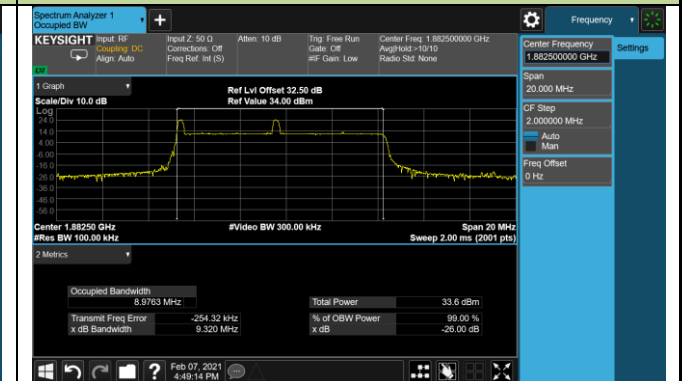 Spectrum Analyzer 1
Occupied BW
Frequency
KEYSIGHT
Input: RF
Coupling: DC
Align: Auto
Input Z: 50 Ω
Corrections: Off
Freq Ref: Int (S)
Atten: 10 dB
Trig: Free Run
Gate: Off
#IF Gain: Low
Center Freq: 1.882500000 GHz
Avg|Hold:>10/10
Radio Std: None
Center Frequency
1.882500000 GHz
Settings
Span
20.000 MHz
CF Step
2.000000 MHz
Auto
Man
Freq Offset
0 Hz
1 Graph
Scale/Div 10.0 dB
Ref Lvl Offset 32.50 dB
Ref Value 34.00 dBm
Log
24.0
14.0
4.00
-6.00
-16.0
-26.0
-36.0
-46.0
-56.0
Center 1.88250 GHz
#Res BW 100.00 kHz
#Video BW 300.00 kHz
Span 20 MHz
Sweep 2.00 ms (2001 pts)
2 Metrics
Occupied Bandwidth
8.9763 MHz
Total Power 33.6 dBm
Transmit Freq Error -254.32 kHz
% of OBW Power 99.00 %
x dB Bandwidth 9.320 MHz
x dB -26.00 dB
Feb 07, 2021
4:49:14 PM